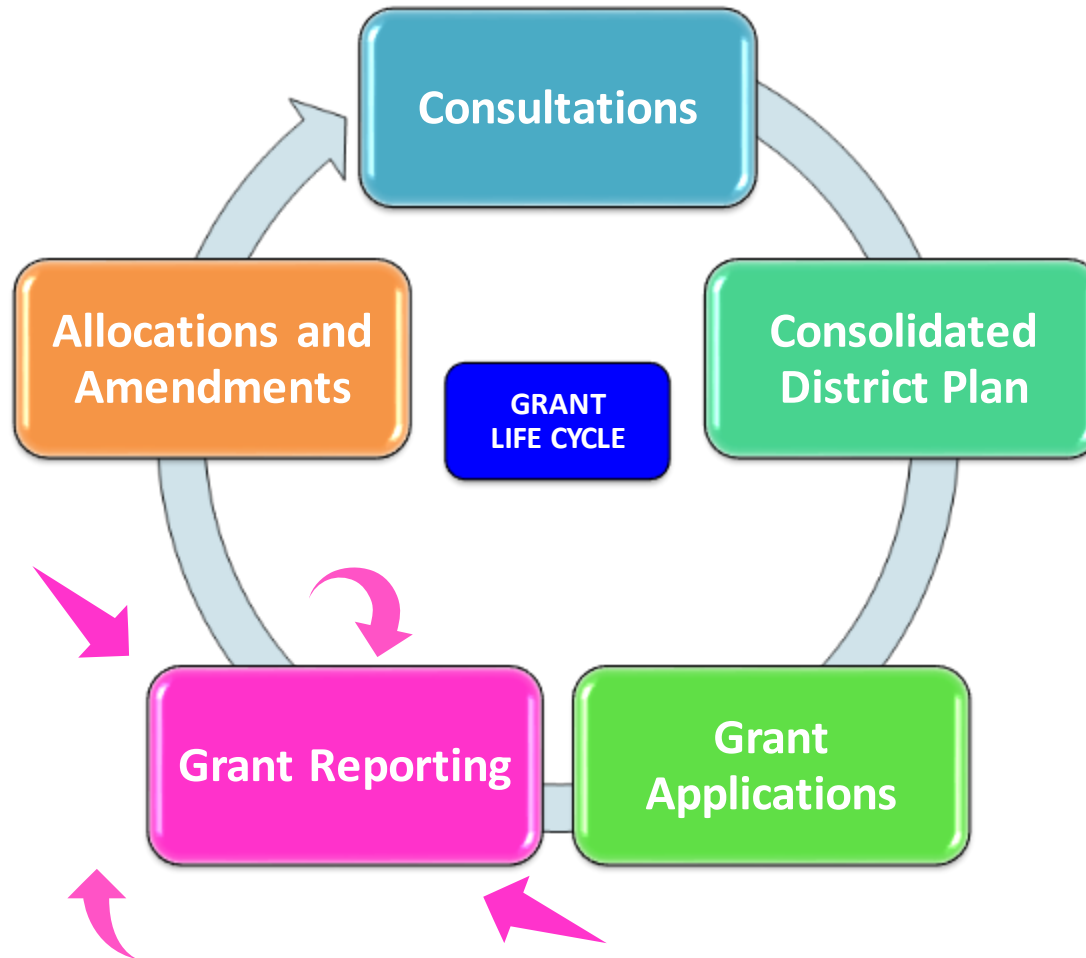 Consultations
Consolidated
District Plan
Grant
Applications
Grant Reporting
Allocations and
Amendments
GRANT
LIFE CYCLE